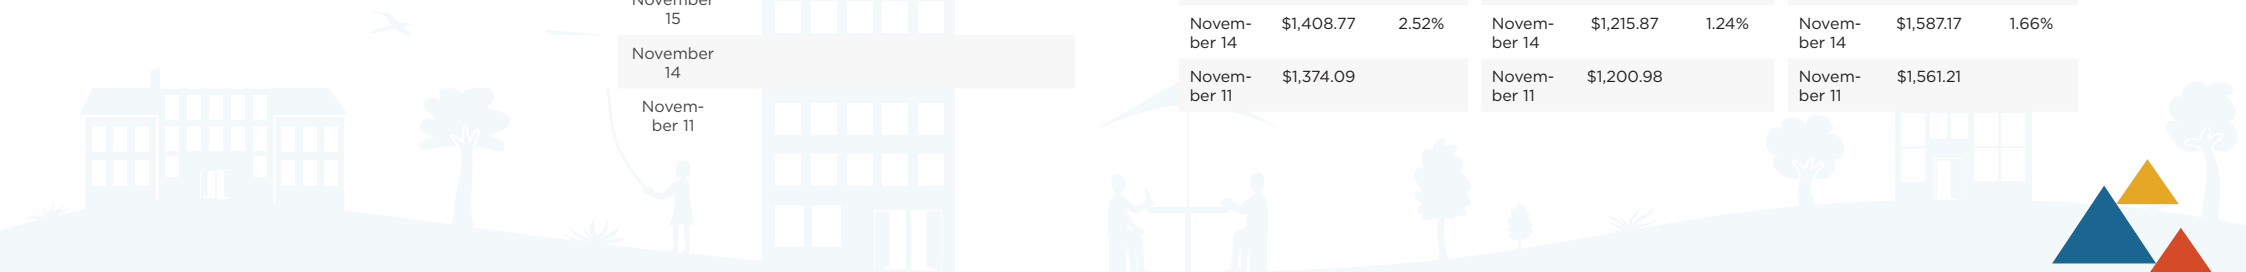 November
15
November
14
Novem-
ber 11
Novem-
ber 14
$1,408.77
2.52%
Novem-
ber 11
$1,374.09
Novem-
ber 14
$1,215.87
1.24%
Novem-
ber 11
$1,200.98
Novem-
ber 14
$1,587.17
1.66%
Novem-
ber 11
$1,561.21